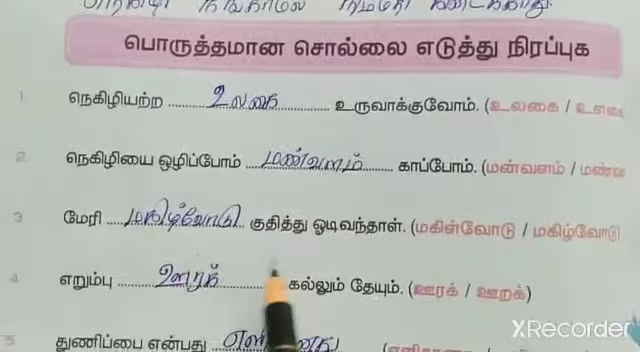 பொருத்தமான சொல்லை எடுத்து நிரப்புக
1 நெகிழியற்ற ............ உலகை .................. உருவாக்குவோம். (உலகை /
2 நெகிழியை ஒழிப்போம் ....மண்வளம்........ காப்போம். (மன்வளம் /
3 மேரி ....மகிழ்வோடு.. குதித்து ஓடிவந்தாள். (மகிள்வோடு / மகிழ்வோடு
4 எறும்பு ............ஊரக்............ கல்லும் தேயும். (ஊரக் / ஊறக்)
5 துணிப்பை என்பது
XRecorder